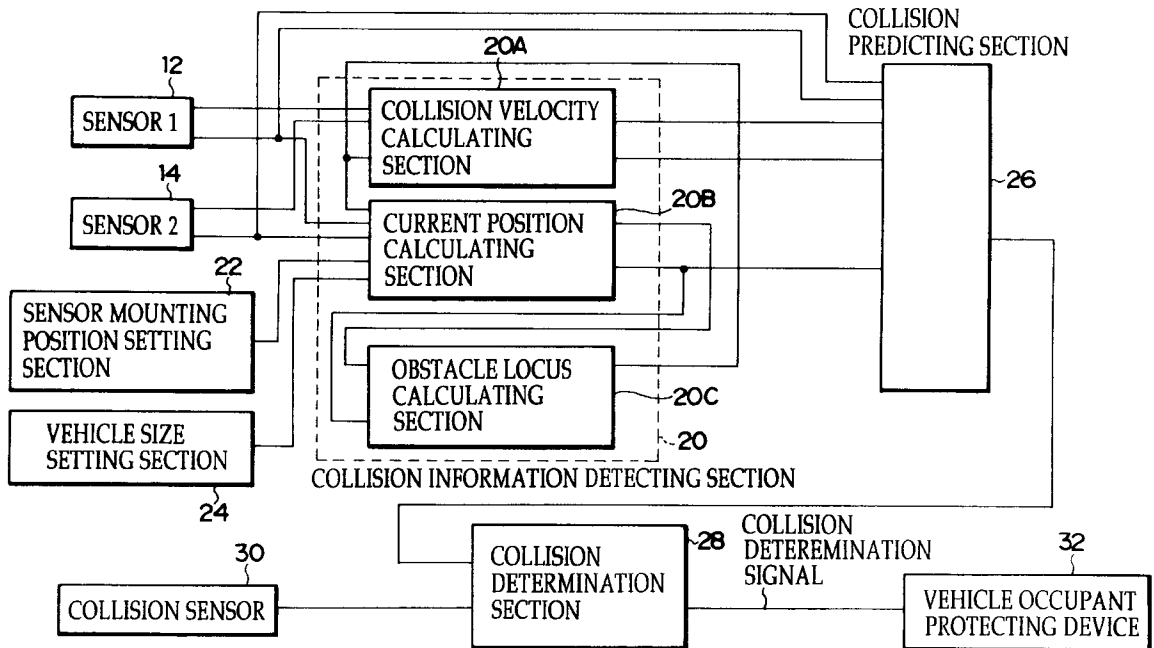 COLLISION
PREDICTING SECTION
20A
12
SENSOR 1
COLLISION VELOCITY
CALCULATING
SECTION
26
14
SENSOR 2
20B
CURRENT POSITION
CALCULATING
SECTION
22
SENSOR MOUNTING
POSITION SETTING
SECTION
OBSTACLE LOCUS
CALCULATING
SECTION
20C
VEHICLE SIZE
SETTING SECTION
20
24
COLLISION INFORMATION DETECTING SECTION
30
COLLISION SENSOR
28
COLLISION
DETERMINATION
SECTION
COLLISION
DETEREMINATION
SIGNAL
32
VEHICLE OCCUPANT
PROTECTING DEVICE